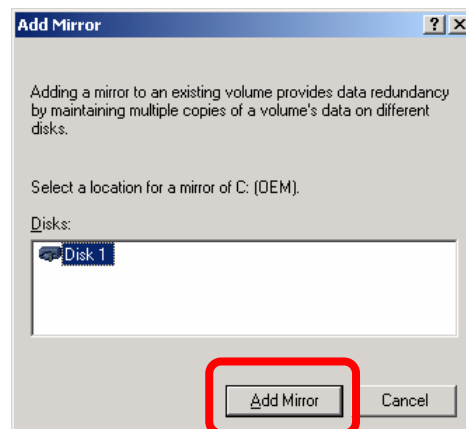 Add Mirror
Adding a mirror to an existing volume provides data redundancy
by maintaining multiple copies of a volume's data on different
disks.
Select a location for a mirror of C: (OEM).
Disks:
Disk 1
Add Mirror Cancel